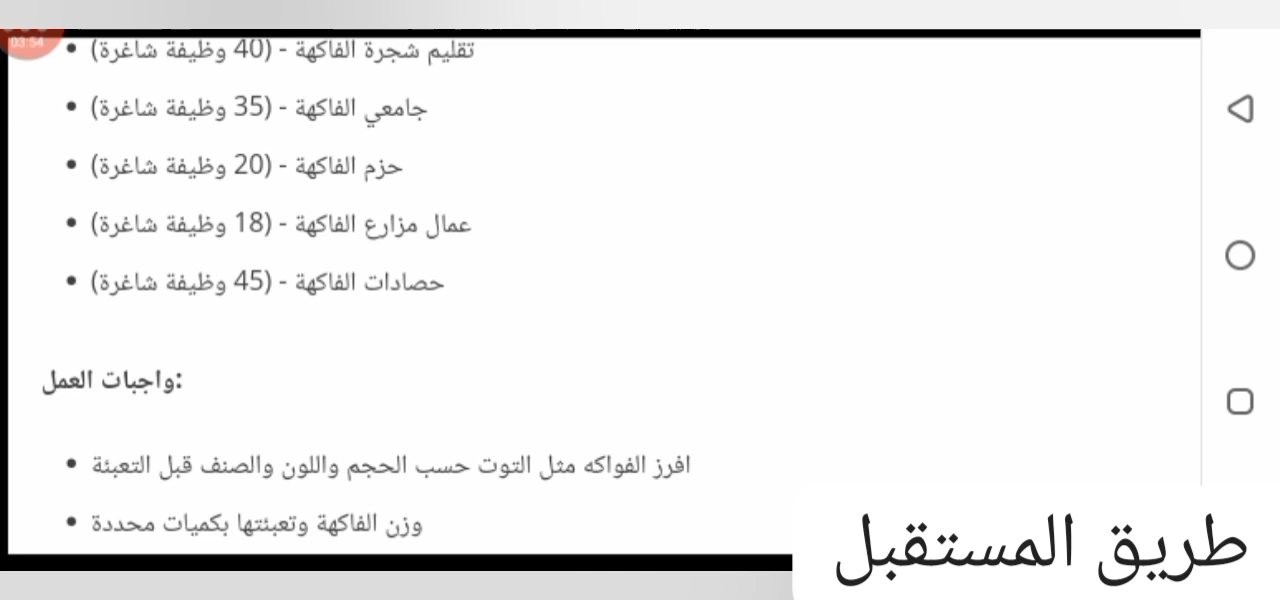 03:54
تقليم شجرة الفاكهة - (40 وظيفة شاغرة)
جامعي الفاكهة - (35 وظيفة شاغرة)
حزم الفاكهة - (20 وظيفة شاغرة)
عمال مزارع الفاكهة - (18 وظيفة شاغرة)
حصادات الفاكهة - (45 وظيفة شاغرة)
واجبات العمل:
افرز الفواكه مثل التوت حسب الحجم واللون والصنف قبل التعبئة
وزن الفاكهة وتعبئتها بكميات محددة
طريق المستقبل